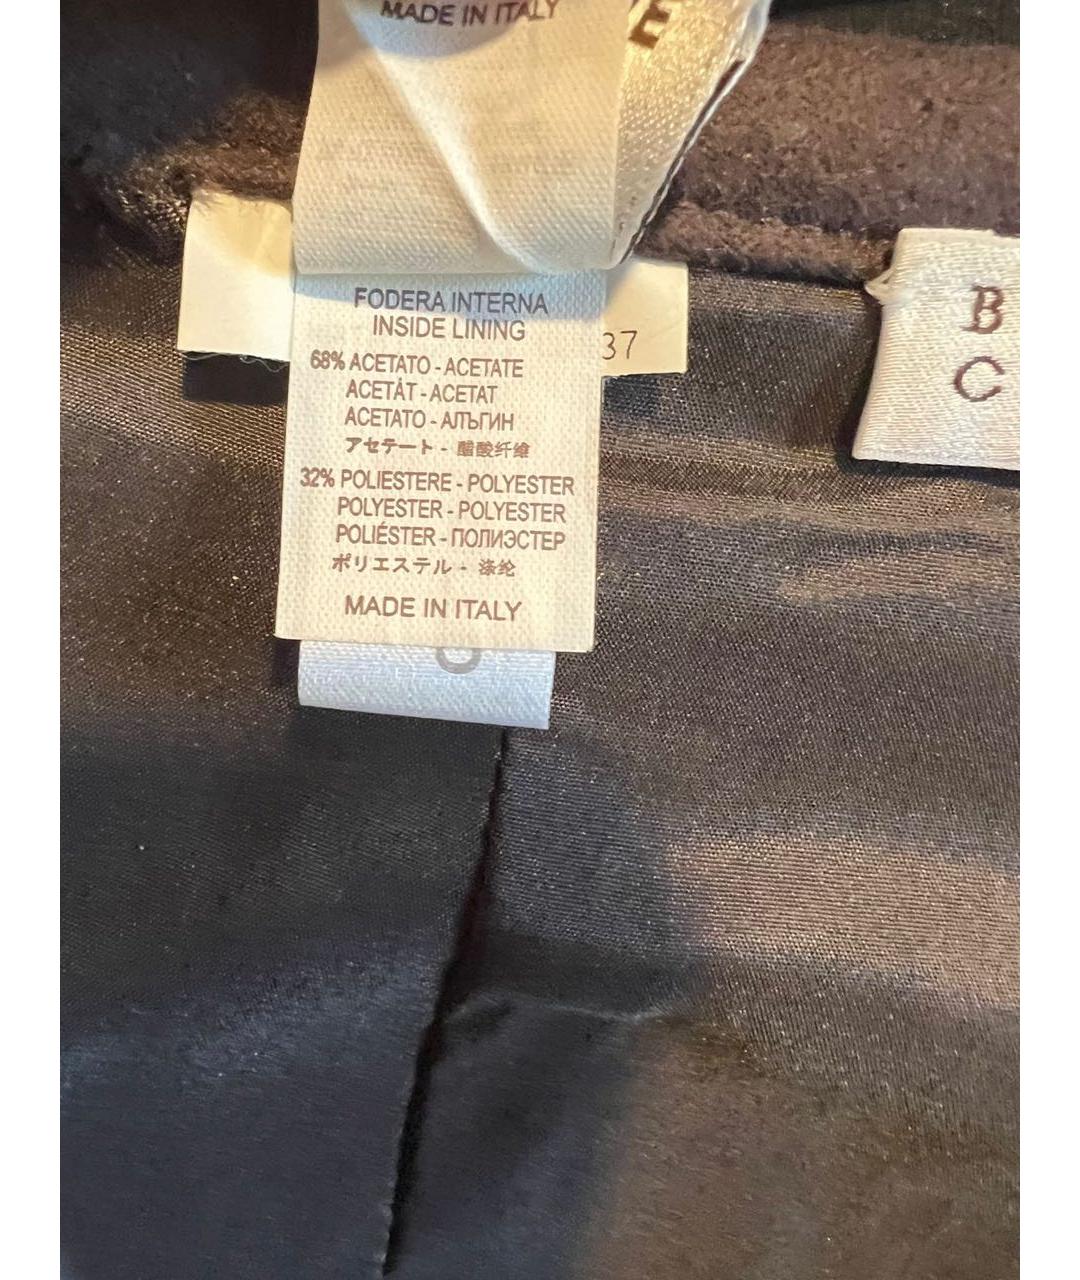 MADE IN ITALY
E
FODERA INTERNA
INSIDE LINING
37
68% ACETATO - ACETATE
ACETÁT - ACETAT
ACETATO - АЛЪГИН
アセテート - 醋酸纤维
32% POLIESTERE - POLYESTER
POLYESTER - POLYESTER
POLIÉSTER - ПОЛИЭСТЕР
ポリエステル - 涤纶
MADE IN ITALY
B
C